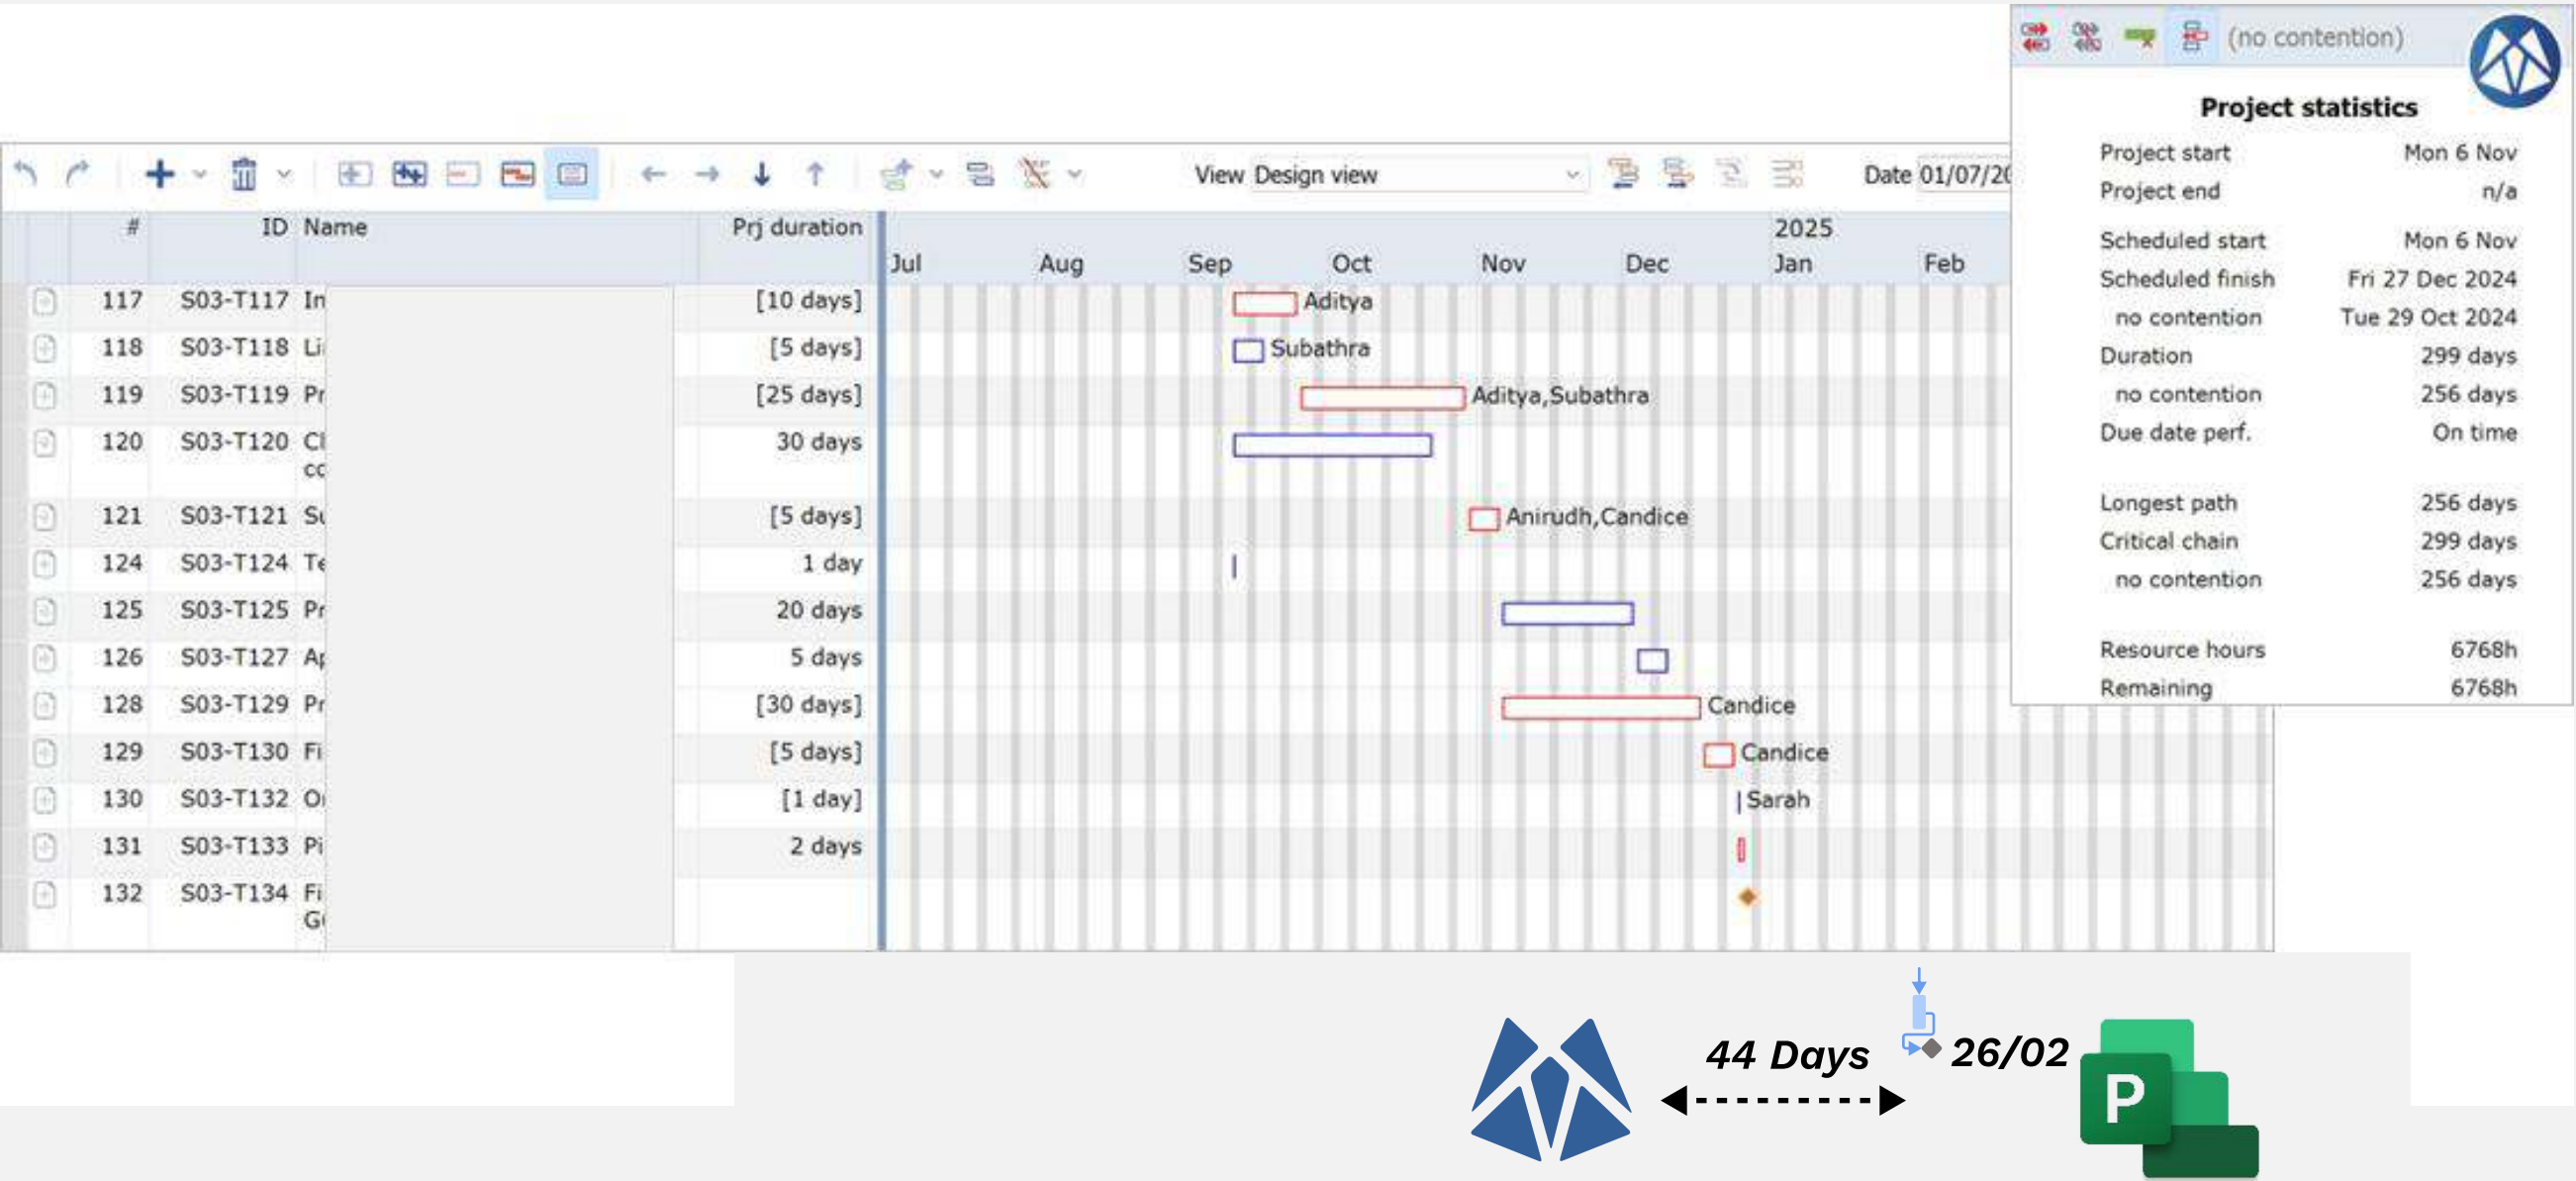 (no contention)
Project statistics
Project start Mon 6 Nov
Project end n/a
Scheduled start Mon 6 Nov
Scheduled finish Fri 27 Dec 2024
no contention Tue 29 Oct 2024
Duration 299 days
no contention 256 days
Due date perf. On time
Longest path 256 days
Critical chain 299 days
no contention 256 days
Resource hours 6768h
Remaining 6768h
View Design view Date 01/07/20
# ID Name Prj duration 2025
Jul Aug Sep Oct Nov Dec Jan Feb
117 S03-T117 In [10 days] Aditya
118 S03-T118 Li [5 days] Subathra
119 S03-T119 Pr [25 days] Aditya,Subathra
120 S03-T120 Cl 30 days
cc
121 S03-T121 Su [5 days] Anirudh,Candice
124 S03-T124 Te 1 day
125 S03-T125 Pr 20 days
126 S03-T127 Ap 5 days
128 S03-T129 Pr [30 days] Candice
129 S03-T130 Fi [5 days] Candice
130 S03-T132 [1 day] Sarah
131 S03-T133 Pi 2 days
132 S03-T134 Fi
44 Days 26/02
P